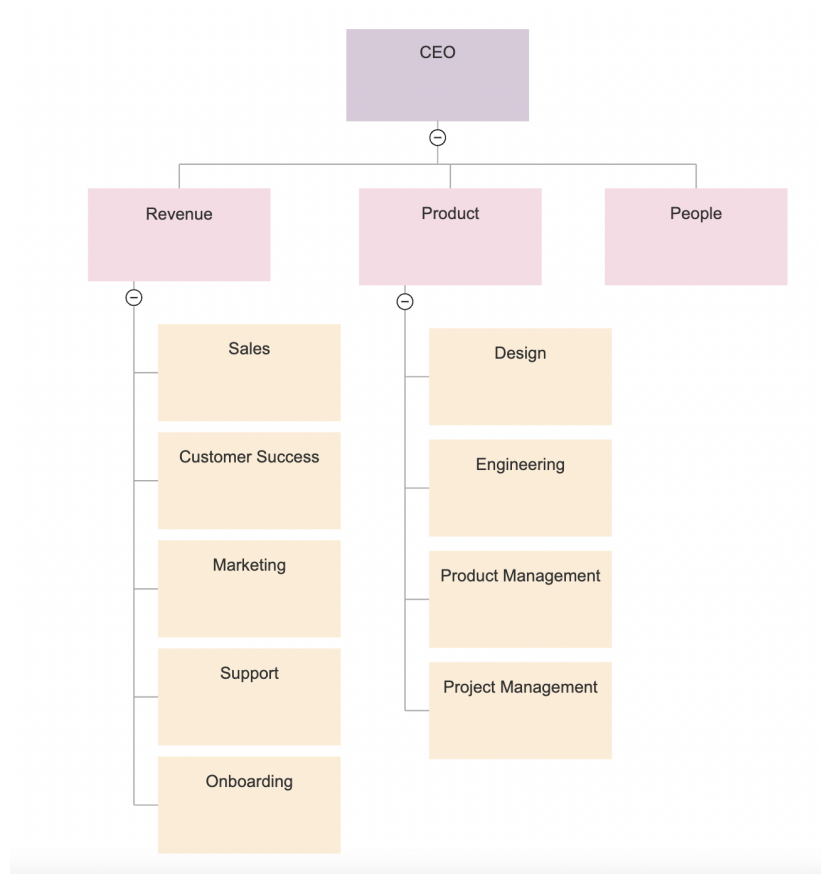 CEO
Revenue
Product
People
Sales
Customer Success
Marketing
Support
Onboarding
Design
Engineering
Product Management
Project Management